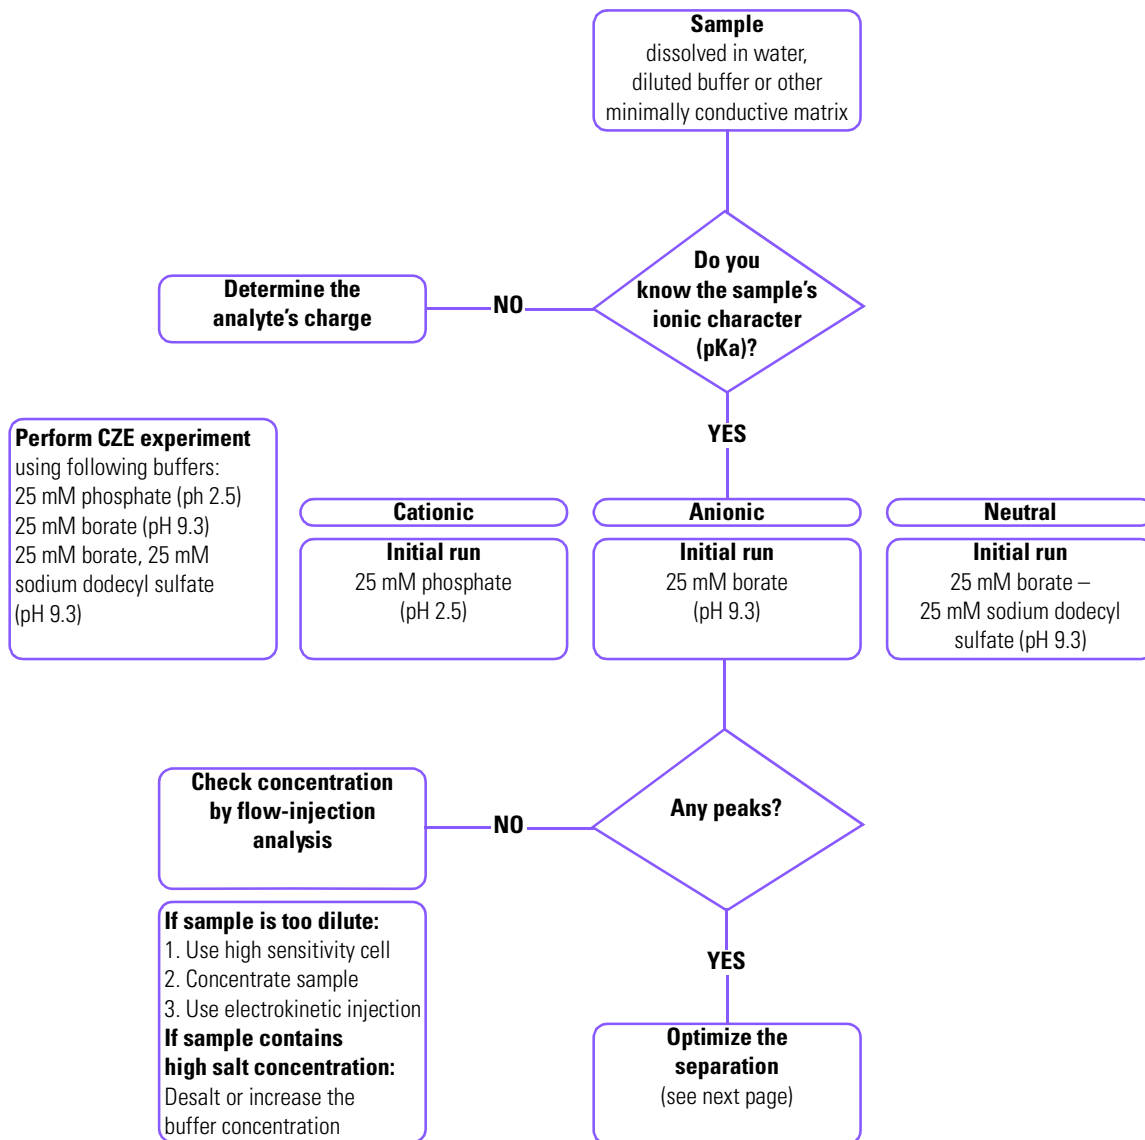 Sample
dissolved in water,
diluted buffer or other
minimally conductive matrix
Do you
know the sample's
ionic character
(pKa)?
NO
Determine the
analyte's charge
YES
Perform CZE experiment
using following buffers:
25 mM phosphate (ph 2.5)
25 mM borate (pH 9.3)
25 mM borate, 25 mM
sodium dodecyl sulfate
(pH 9.3)
Cationic
Initial run
25 mM phosphate
(pH 2.5)
Anionic
Initial run
25 mM borate
(pH 9.3)
Neutral
Initial run
25 mM borate –
25 mM sodium dodecyl
sulfate (pH 9.3)
Any peaks?
NO
Check concentration
by flow-injection
analysis
If sample is too dilute:
1. Use high sensitivity cell
2. Concentrate sample
3. Use electrokinetic injection
If sample contains
high salt concentration:
Desalt or increase the
buffer concentration
YES
Optimize the
separation
(see next page)